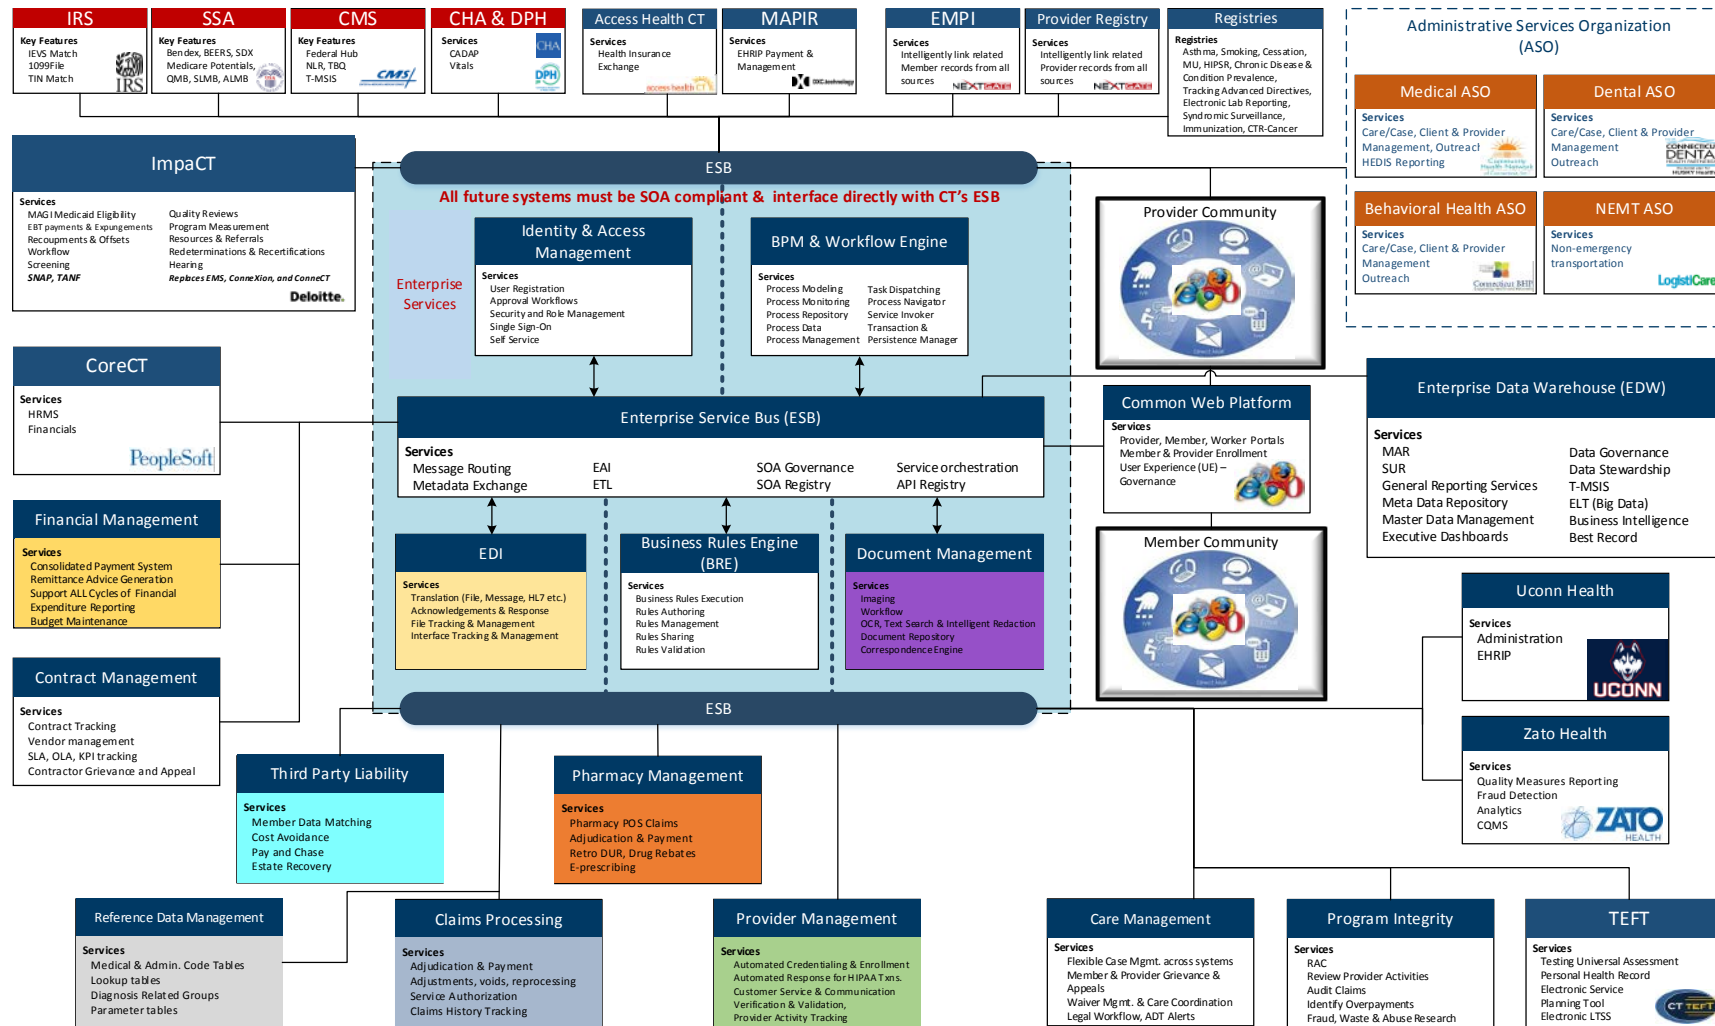 IRS
Key Features
IEVS Match
1099File
TIN Match
IRS
SSA
Key Features
Bendex, BEERS, SDX
Medicare Potentials,
QMB, SLMB, ALMB
CMS
Key Features
Federal Hub
NLR, TBQ
T-MSIS
CMS
CHA & DPH
Services
CADAP
Vitals
CHA
DPH
Access Health CT
Services
Health Insurance
Exchange
access health CT
MAPIR
Services
EHRIP Payment &
Management
DXC.technology
EMPI
Services
Intelligently link related
Member records from all
sources
NEXTGATE
Provider Registry
Services
Intelligently link related
Provider records from all
sources
NEXTGATE
Registries
Registries
Asthma, Smoking, Cessation,
MU, HIPSR, Chronic Disease &
Condition Prevalence,
Tracking Advanced Directives,
Electronic Lab Reporting,
Syndromic Surveillance,
Immunization, CTR-Cancer
Administrative Services Organization
(ASO)
Medical ASO
Services
Care/Case, Client & Provider
Management, Outreach
HEDIS Reporting
Community
Health Network
Dental ASO
Services
Care/Case, Client & Provider
Management
Outreach
CONNECTICUT
DENTAL
HEALTH PARTNERSHIP
HUSKY Health
Behavioral Health ASO
Services
Care/Case, Client & Provider
Management
Outreach
Connecticut BHP
NEMT ASO
Services
Non-emergency
transportation
LogistiCare
ImpaCT
Services
MAGI Medicaid Eligibility
EBT payments & Expungements
Recoupments & Offsets
Workflow
Screening
SNAP, TANF
Quality Reviews
Program Measurement
Resources & Referrals
Redeterminations & Recertifications
Hearing
Replaces EMS, ConneXion, and ConneCT
Deloitte.
ESB
All future systems must be SOA compliant & interface directly with CT's ESB
Enterprise
Services
Identity & Access
Management
Services
User Registration
Approval Workflows
Security and Role Management
Single Sign-On
Self Service
BPM & Workflow Engine
Services
Process Modeling
Process Monitoring
Process Repository
Process Data
Process Management
Task Dispatching
Process Navigator
Service Invoker
Transaction &
Persistence Manager
Provider Community
CoreCT
Services
HRMS
Financials
PeopleSoft
Enterprise Service Bus (ESB)
Services
Message Routing
Metadata Exchange
EAI
ETL
SOA Governance
SOA Registry
Service orchestration
API Registry
Common Web Platform
Services
Provider, Member, Worker Portals
Member & Provider Enrollment
User Experience (UE) –
Governance
Enterprise Data Warehouse (EDW)
Services
MAR
SUR
General Reporting Services
Meta Data Repository
Master Data Management
Executive Dashboards
Data Governance
Data Stewardship
T-MSIS
ELT (Big Data)
Business Intelligence
Best Record
Financial Management
Services
Consolidated Payment System
Remittance Advice Generation
Support ALL Cycles of Financial
Expenditure Reporting
Budget Maintenance
EDI
Services
Translation (File, Message, HL7 etc.)
Acknowledgements & Response
File Tracking & Management
Interface Tracking & Management
Business Rules Engine
(BRE)
Services
Business Rules Execution
Rules Authoring
Rules Management
Rules Sharing
Rules Validation
Document Management
Services
Imaging
Workflow
OCR, Text Search & Intelligent Redaction
Document Repository
Correspondence Engine
Member Community
Uconn Health
Services
Administration
EHRIP
UCONN
Contract Management
Services
Contract Tracking
Vendor management
SLA, OLA, KPI tracking
Contractor Grievance and Appeal
ESB
Zato Health
Services
Quality Measures Reporting
Fraud Detection
Analytics
CQMS
ZATO
HEALTH
Third Party Liability
Services
Member Data Matching
Cost Avoidance
Pay and Chase
Estate Recovery
Pharmacy Management
Services
Pharmacy POS Claims
Adjudication & Payment
Retro DUR, Drug Rebates
E-prescribing
Reference Data Management
Services
Medical & Admin. Code Tables
Lookup tables
Diagnosis Related Groups
Parameter tables
Claims Processing
Services
Adjudication & Payment
Adjustments, voids, reprocessing
Service Authorization
Claims History Tracking
Provider Management
Services
Automated Credentialing & Enrollment
Automated Response for HIPAA Txns.
Customer Service & Communication
Verification & Validation,
Provider Activity Tracking
Care Management
Services
Flexible Case Mgmt. across systems
Member & Provider Grievance &
Appeals
Waiver Mgmt. & Care Coordination
Legal Workflow, ADT Alerts
Program Integrity
Services
RAC
Review Provider Activities
Audit Claims
Identify Overpayments
Fraud, Waste & Abuse Research
TEFT
Services
Testing Universal Assessment
Personal Health Record
Electronic Service
Planning Tool
Electronic LTSS
CT TEFT